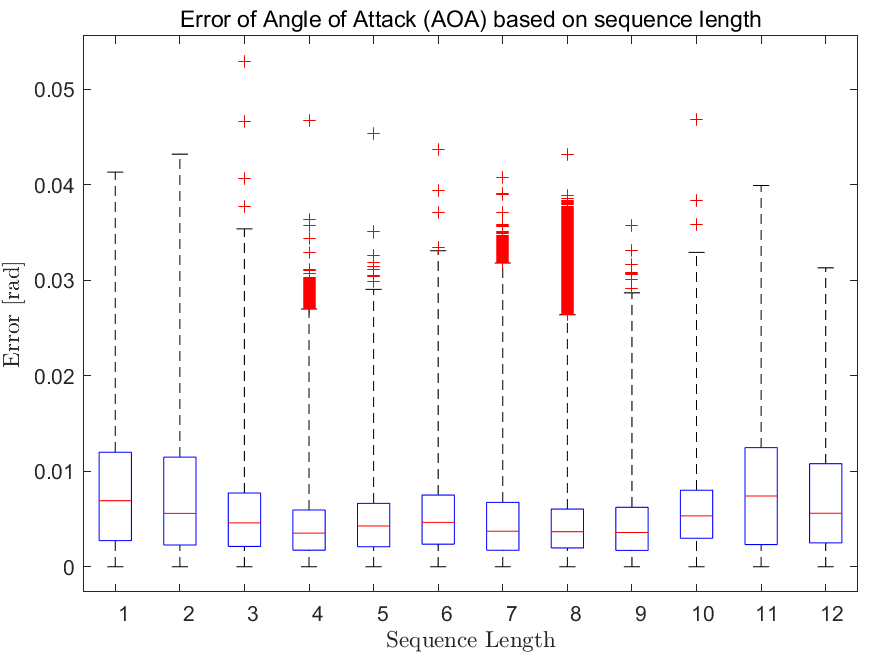 Error of Angle of Attack (AOA) based on sequence length
0.05
0.04
0.03
0.02
0.01
0
Error [rad]
1 2 3 4 5 6 7 8 9 10 11 12
Sequence Length